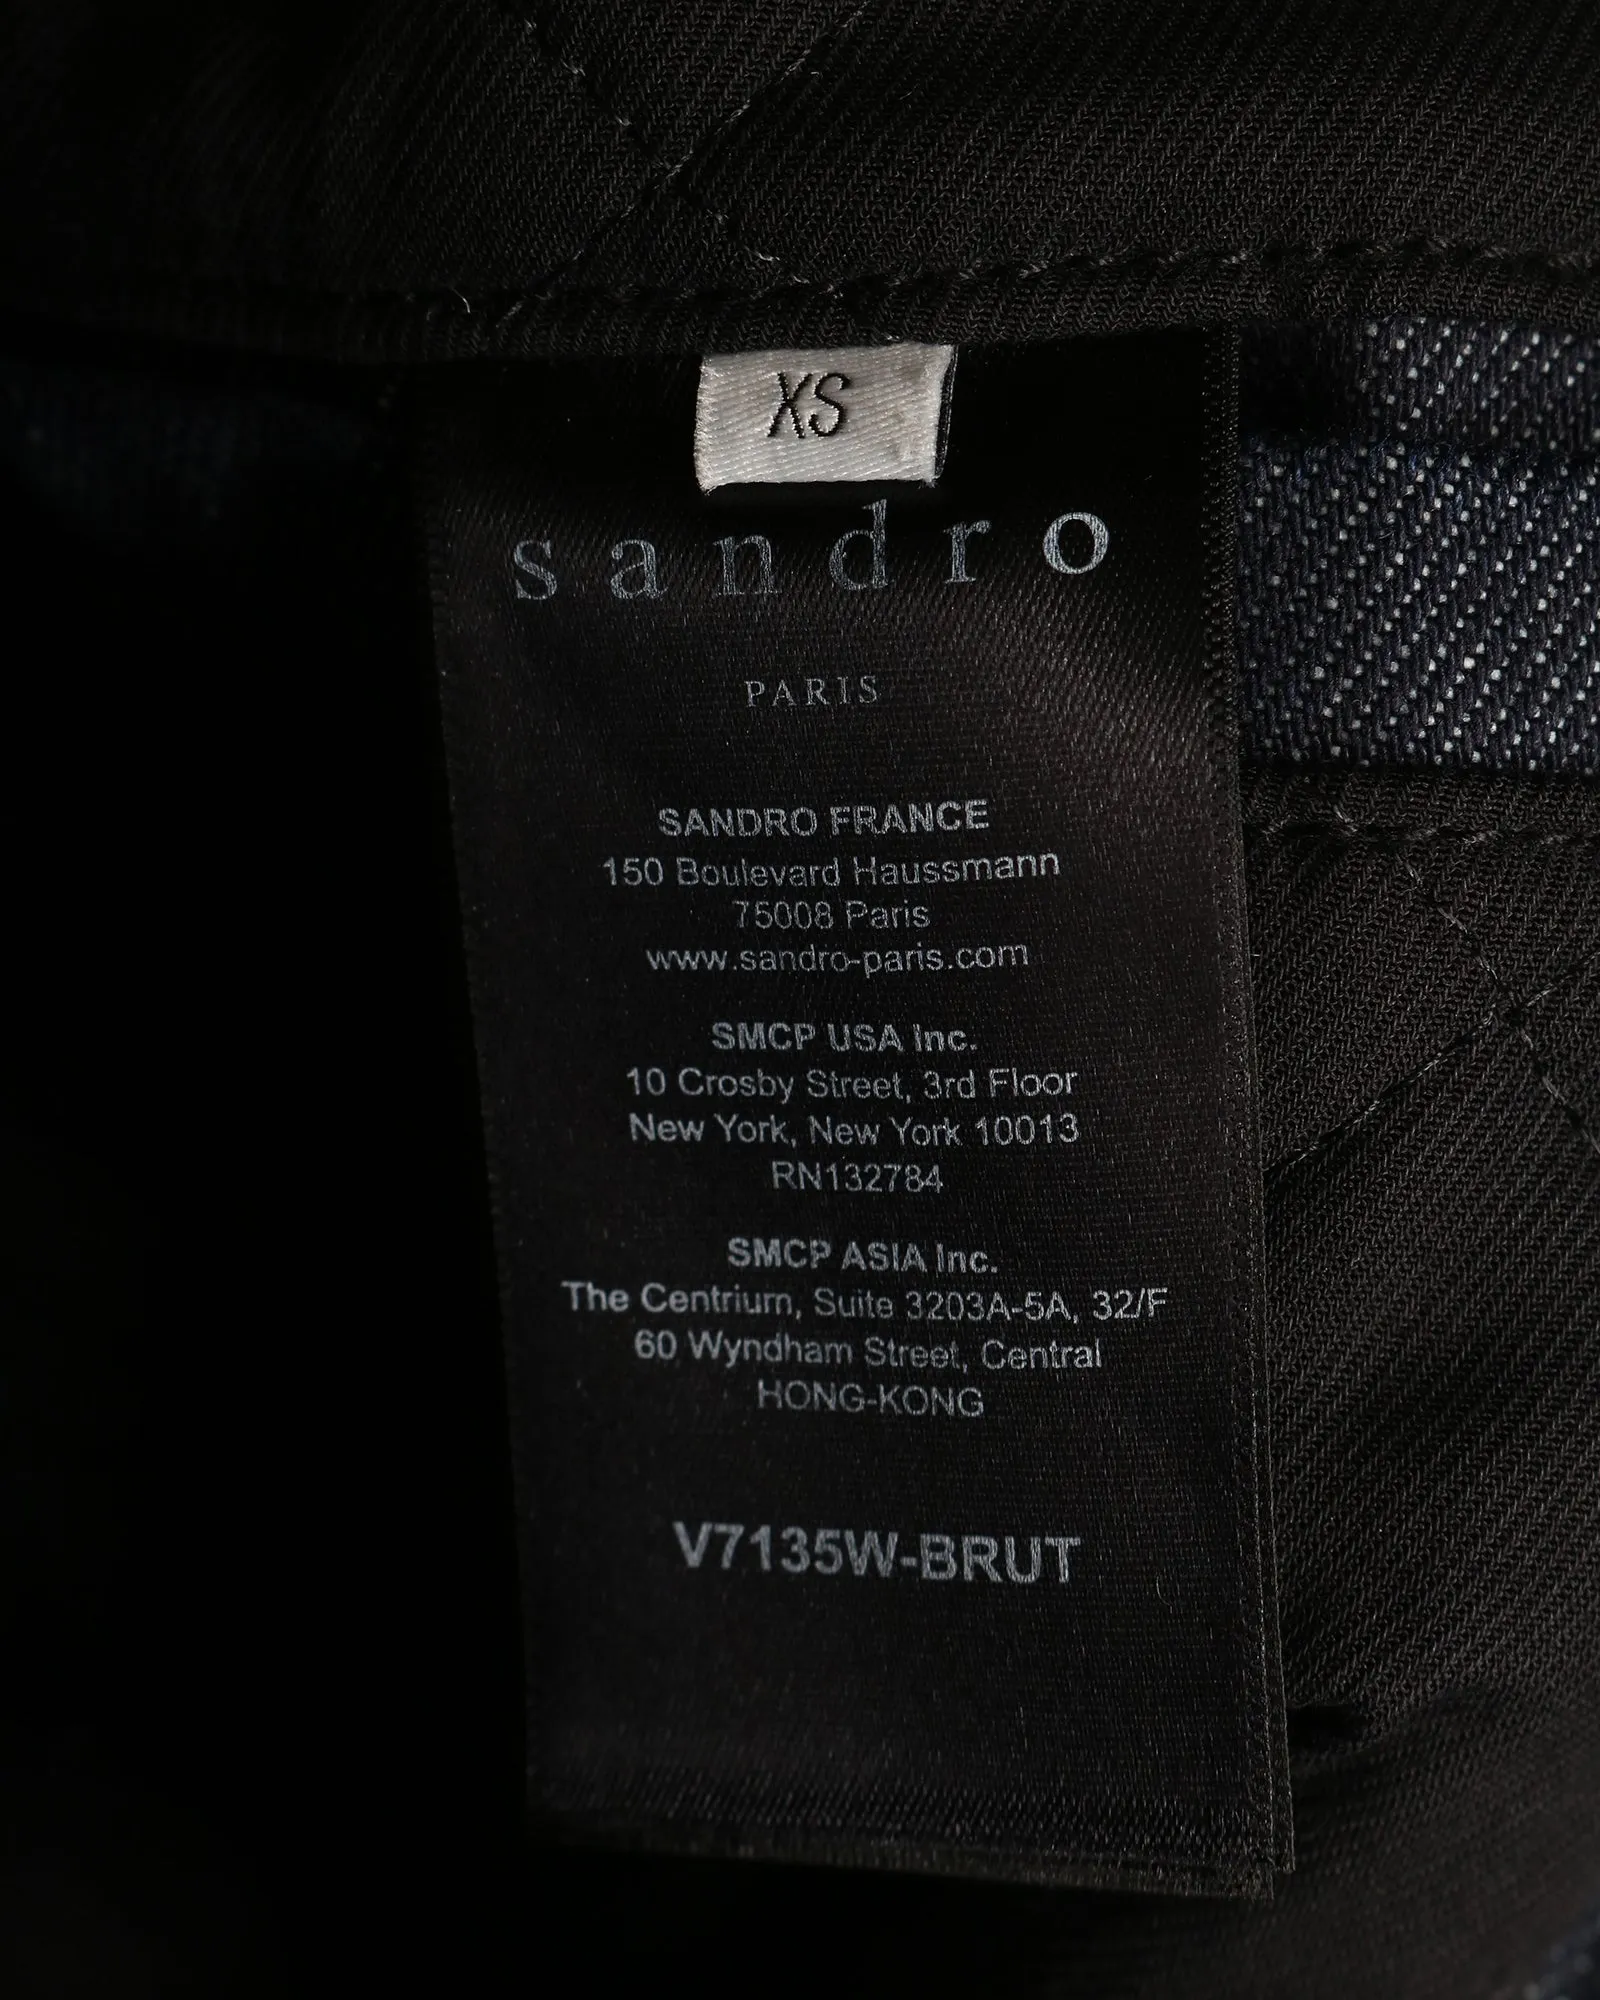 XS
sandro
PARIS
SANDRO FRANCE
150 Boulevard Haussmann
75008 Paris
www.sandro-paris.com
SMCP USA Inc.
10 Crosby Street, 3rd Floor
New York, New York 10013
RN132784
SMCP ASIA Inc.
The Centrium, Suite 3203A-5A, 32/F
60 Wyndham Street, Central
HONG-KONG
V7135W-BRUT